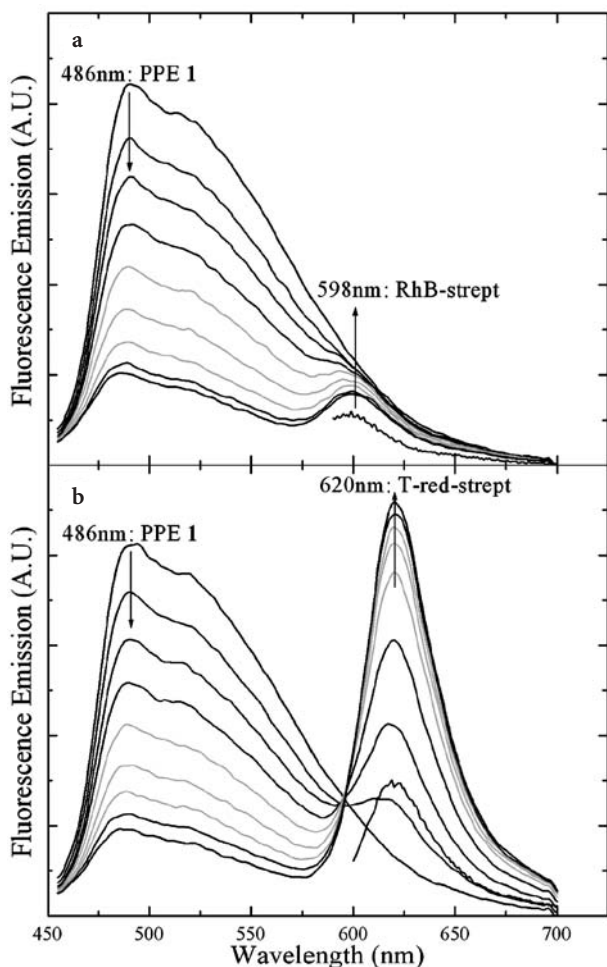 a
486nm: PPE 1
598nm: RhB-strept
Fluorescence Emission (A.U.)
b
620nm: T-red-strept
486nm: PPE 1
Fluorescence Emission (A.U.)
450 500 550 600 650 700
Wavelength (nm)